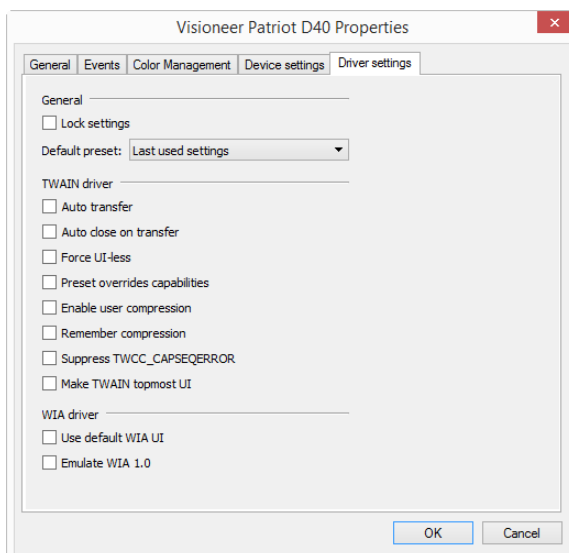 Visioneer Patriot D40 Properties
General Events Color Management Device settings Driver settings
General
Lock settings
Default preset: Last used settings
TWAIN driver
Auto transfer
Auto close on transfer
Force UI-less
Preset overrides capabilities
Enable user compression
Remember compression
Suppress TWCC_CAPSEQERROR
Make TWAIN topmost UI
WIA driver
Use default WIA UI
Emulate WIA 1.0
OK Cancel